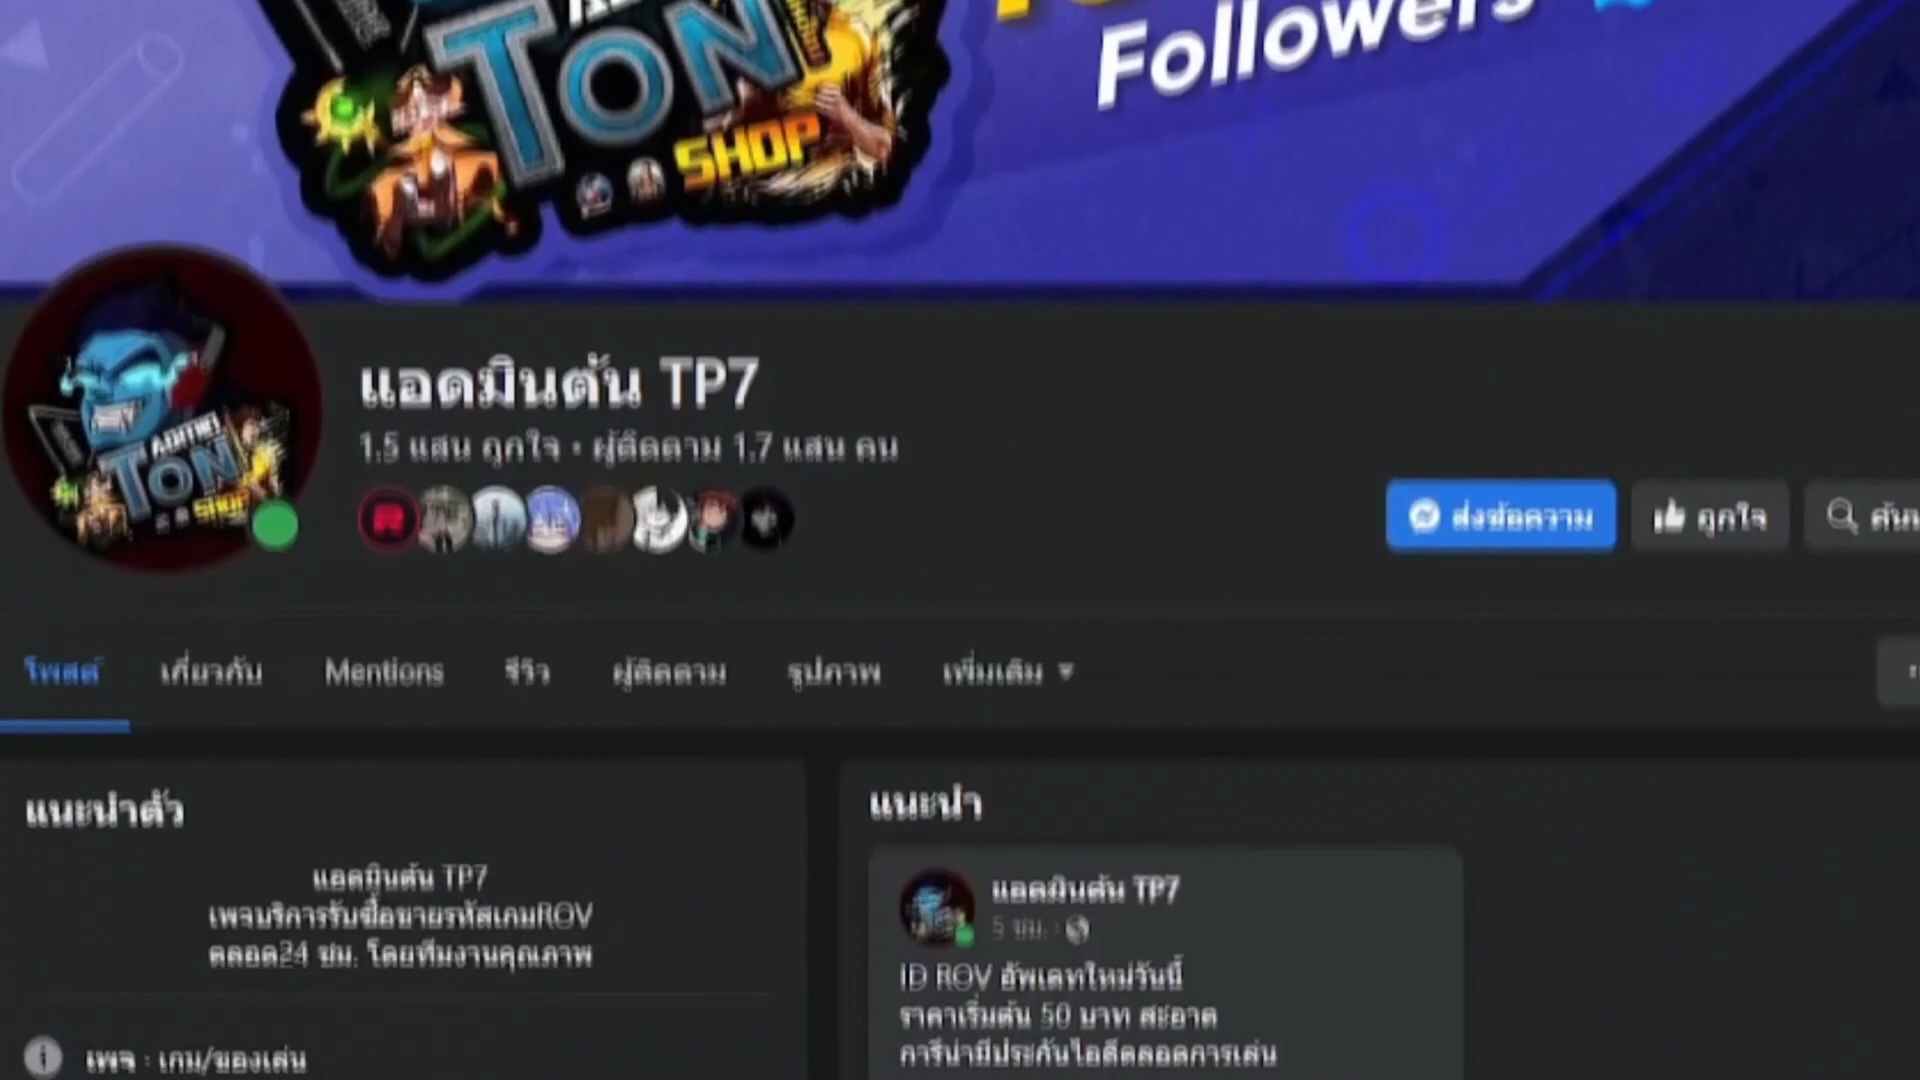 TON
SHOP
Followers
แอดมินต้น TP7
1.5 แสน ถูกใจ • ผู้ติดตาม 1.7 แสน คน
ADMIN
TON
SHOP
ส่งข้อความ
ถูกใจ
โพสต์
เกี่ยวกับ
Mentions
รีวิว
ผู้ติดตาม
รูปภาพ
เพิ่มเติม
แนะนำตัว
แอดมินต้น TP7
เพจบริการรับซื้อขายรหัสเกมROV
ตลอด24 ชม. โดยทีมงานคุณภาพ
เพจ · เกม/ของเล่น
แนะนำ
แอดมินต้น TP7
5 ชม. ·
ID ROV อัพเดทใหม่วันนี้
ราคาเริ่มต้น 50 บาท สะอาด
การีน่ามีประกันไอดีตลอดการเล่น